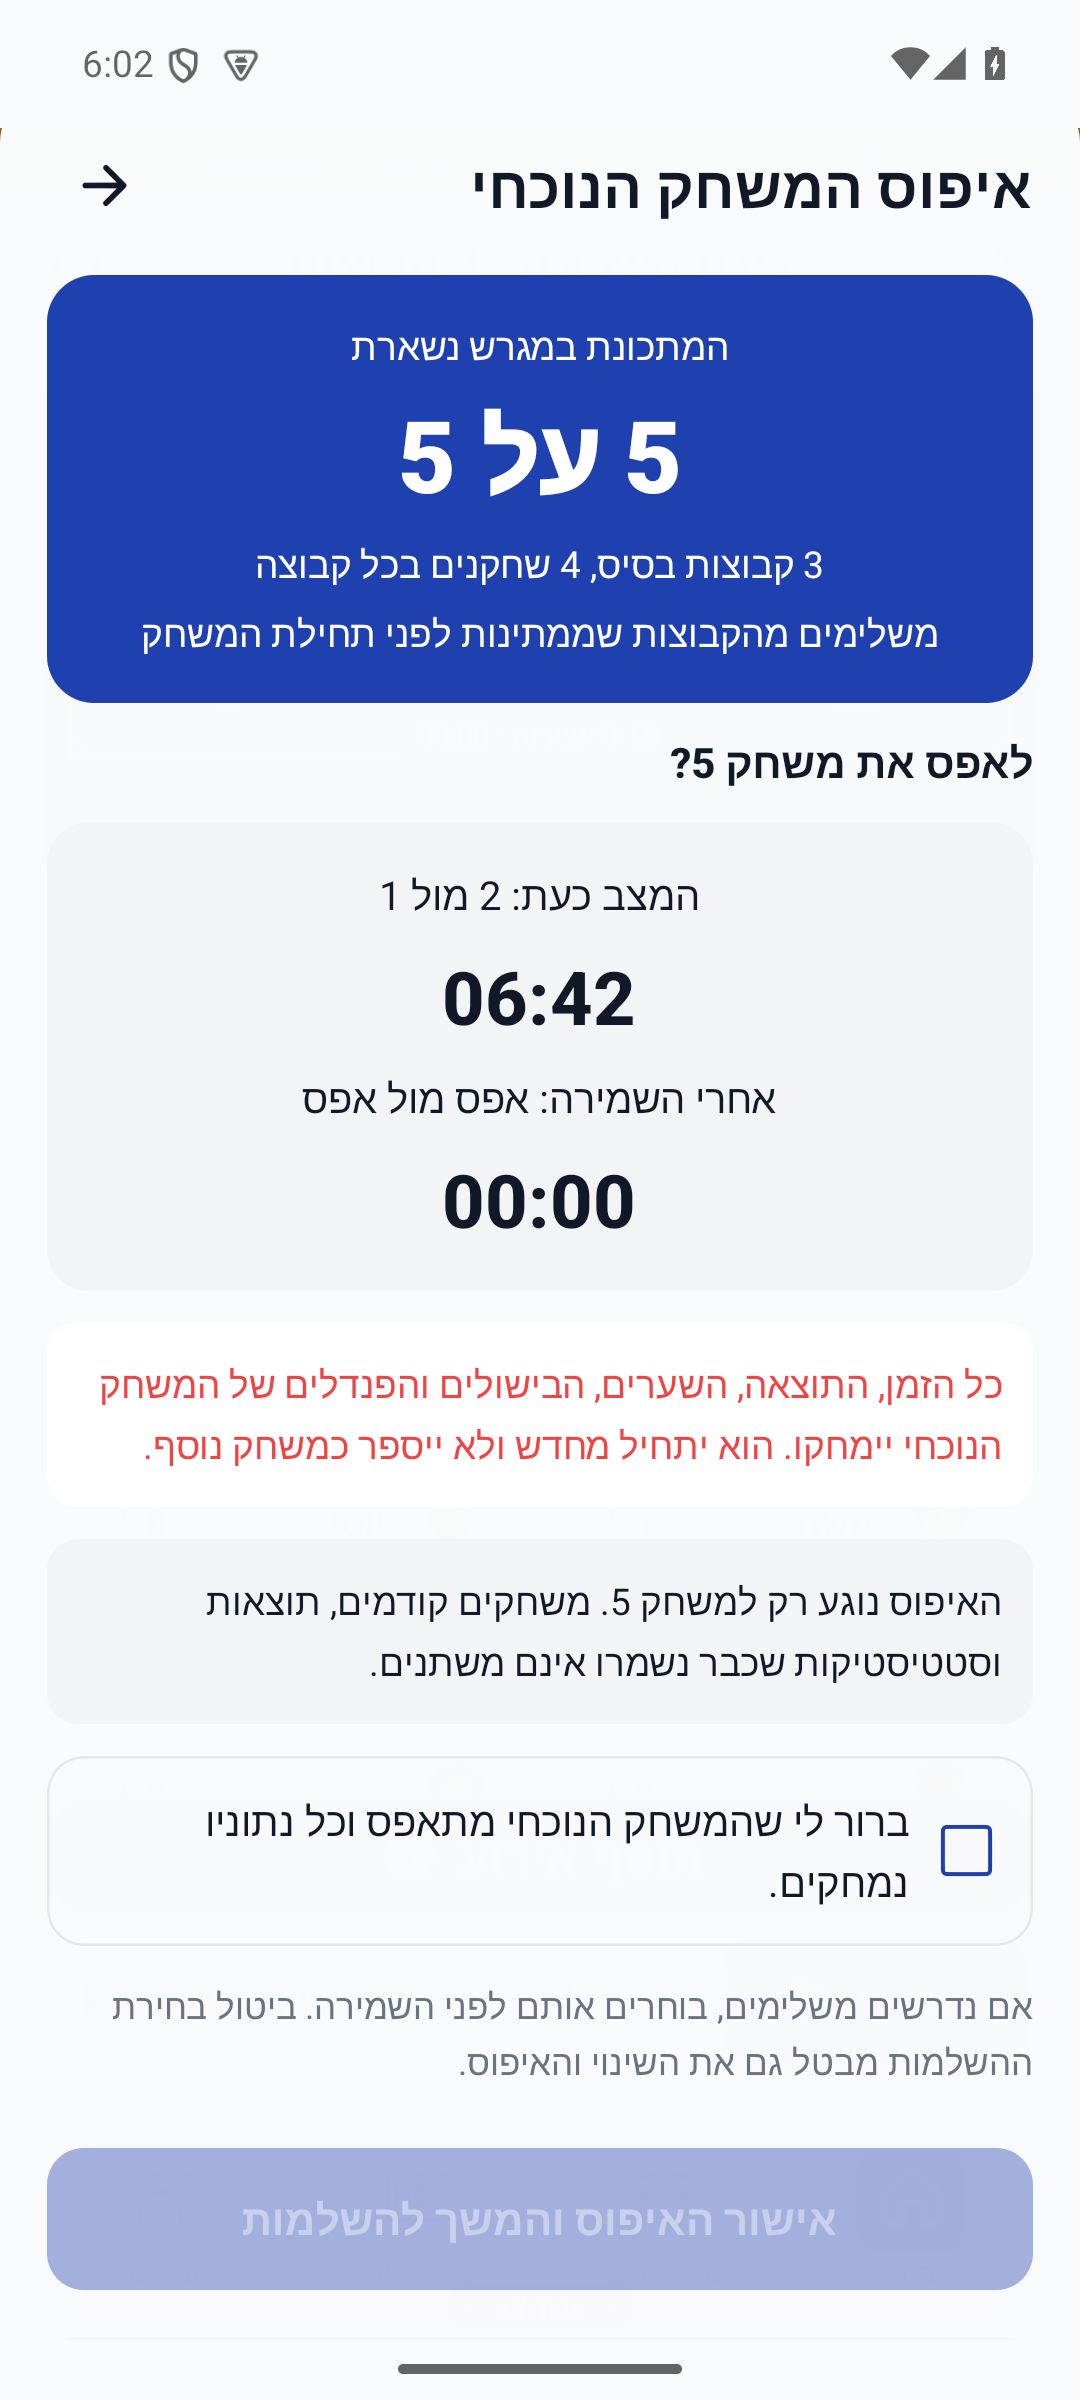 6:02
איפוס המשחק הנוכחי
המתכונת במגרש נשארת
5 על 5
3 קבוצות בסיס, 4 שחקנים בכל קבוצה
משלימים מהקבוצות שממתינות לפני תחילת המשחק
לאפס את משחק 5?
המצב כעת: 2 מול 1
06:42
אחרי השמירה: אפס מול אפס
00:00
כל הזמן, התוצאה, השערים, הבישולים והפנדלים של המשחק
הנוכחי יימחקו. הוא יתחיל מחדש ולא ייספר כמשחק נוסף.
האיפוס נוגע רק למשחק 5. משחקים קודמים, תוצאות
וסטטיסטיקות שכבר נשמרו אינם משתנים.
ברור לי שהמשחק הנוכחי מתאפס וכל נתוניו
נמחקים.
אם נדרשים משלימים, בוחרים אותם לפני השמירה. ביטול בחירת
ההשלמות מבטל גם את השינוי והאיפוס.
אישור האיפוס והמשך להשלמות